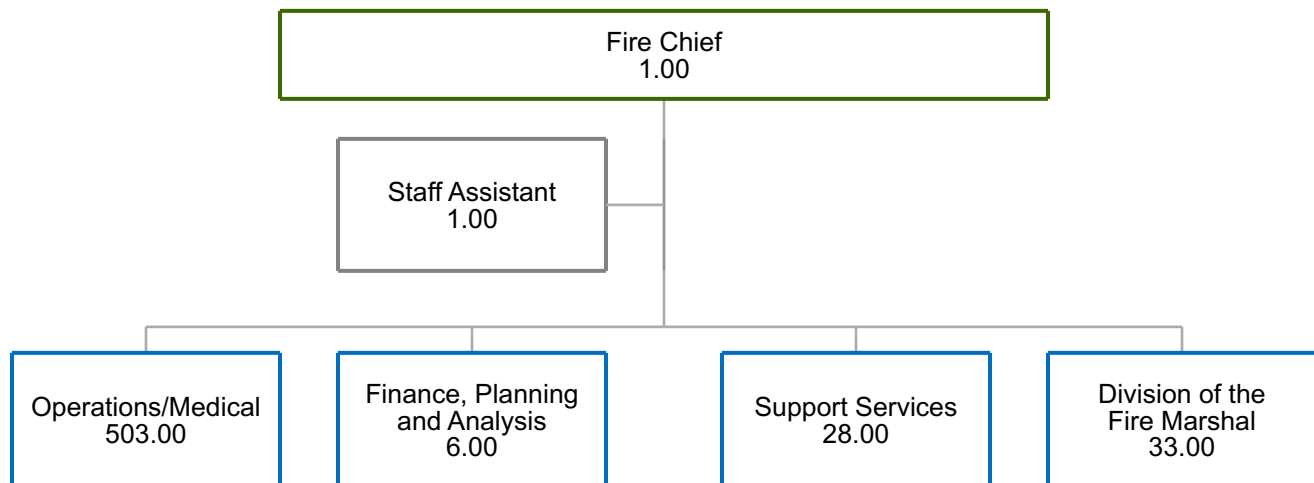 Fire Chief
1.00
Staff Assistant
1.00
Operations/Medical
503.00
Finance, Planning
and Analysis
6.00
Support Services
28.00
Division of the
Fire Marshal
33.00